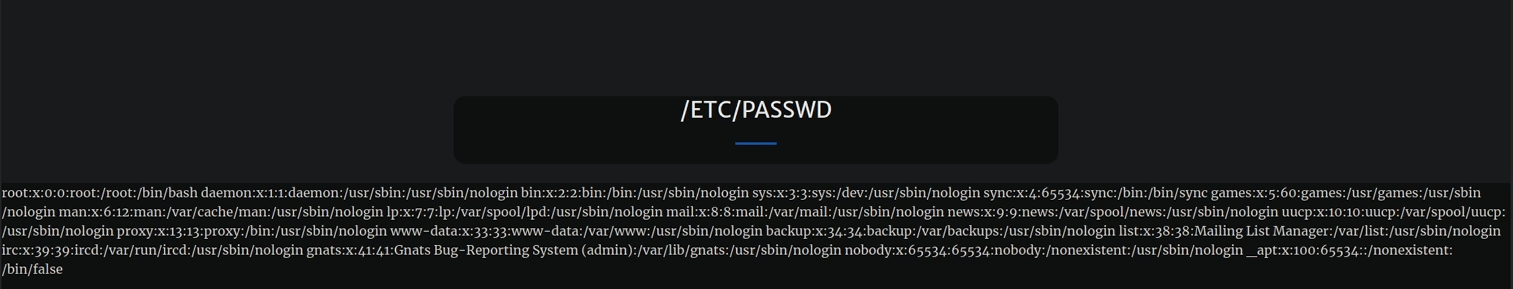 /ETC/PASSWD
root:x:0:0:root:/root:/bin/bash daemon:x:1:1:daemon:/usr/sbin:/usr/sbin/nologin bin:x:2:2:bin:/bin:/usr/sbin/nologin sys:x:3:3:sys:/dev:/usr/sbin/nologin sync:x:4:65534:sync:/bin:/bin/sync games:x:5:60:games:/usr/games:/usr/sbin
/nologin man:x:6:12:man:/var/cache/man:/usr/sbin/nologin lp:x:7:7:lp:/var/spool/lpd:/usr/sbin/nologin mail:x:8:8:mail:/var/mail:/usr/sbin/nologin news:x:9:9:news:/var/spool/news:/usr/sbin/nologin uucp:x:10:10:uucp:/var/spool/uucp:
/usr/sbin/nologin proxy:x:13:13:proxy:/bin:/usr/sbin/nologin www-data:x:33:33:www-data:/var/www:/usr/sbin/nologin backup:x:34:34:backup:/var/backups:/usr/sbin/nologin list:x:38:38:Mailing List Manager:/var/list:/usr/sbin/nologin
irc:x:39:39:ircd:/var/run/ircd:/usr/sbin/nologin gnats:x:41:41:Gnats Bug-Reporting System (admin):/var/lib/gnats:/usr/sbin/nologin nobody:x:65534:65534:nobody:/nonexistent:/usr/sbin/nologin _apt:x:100:65534::/nonexistent:
/bin/false